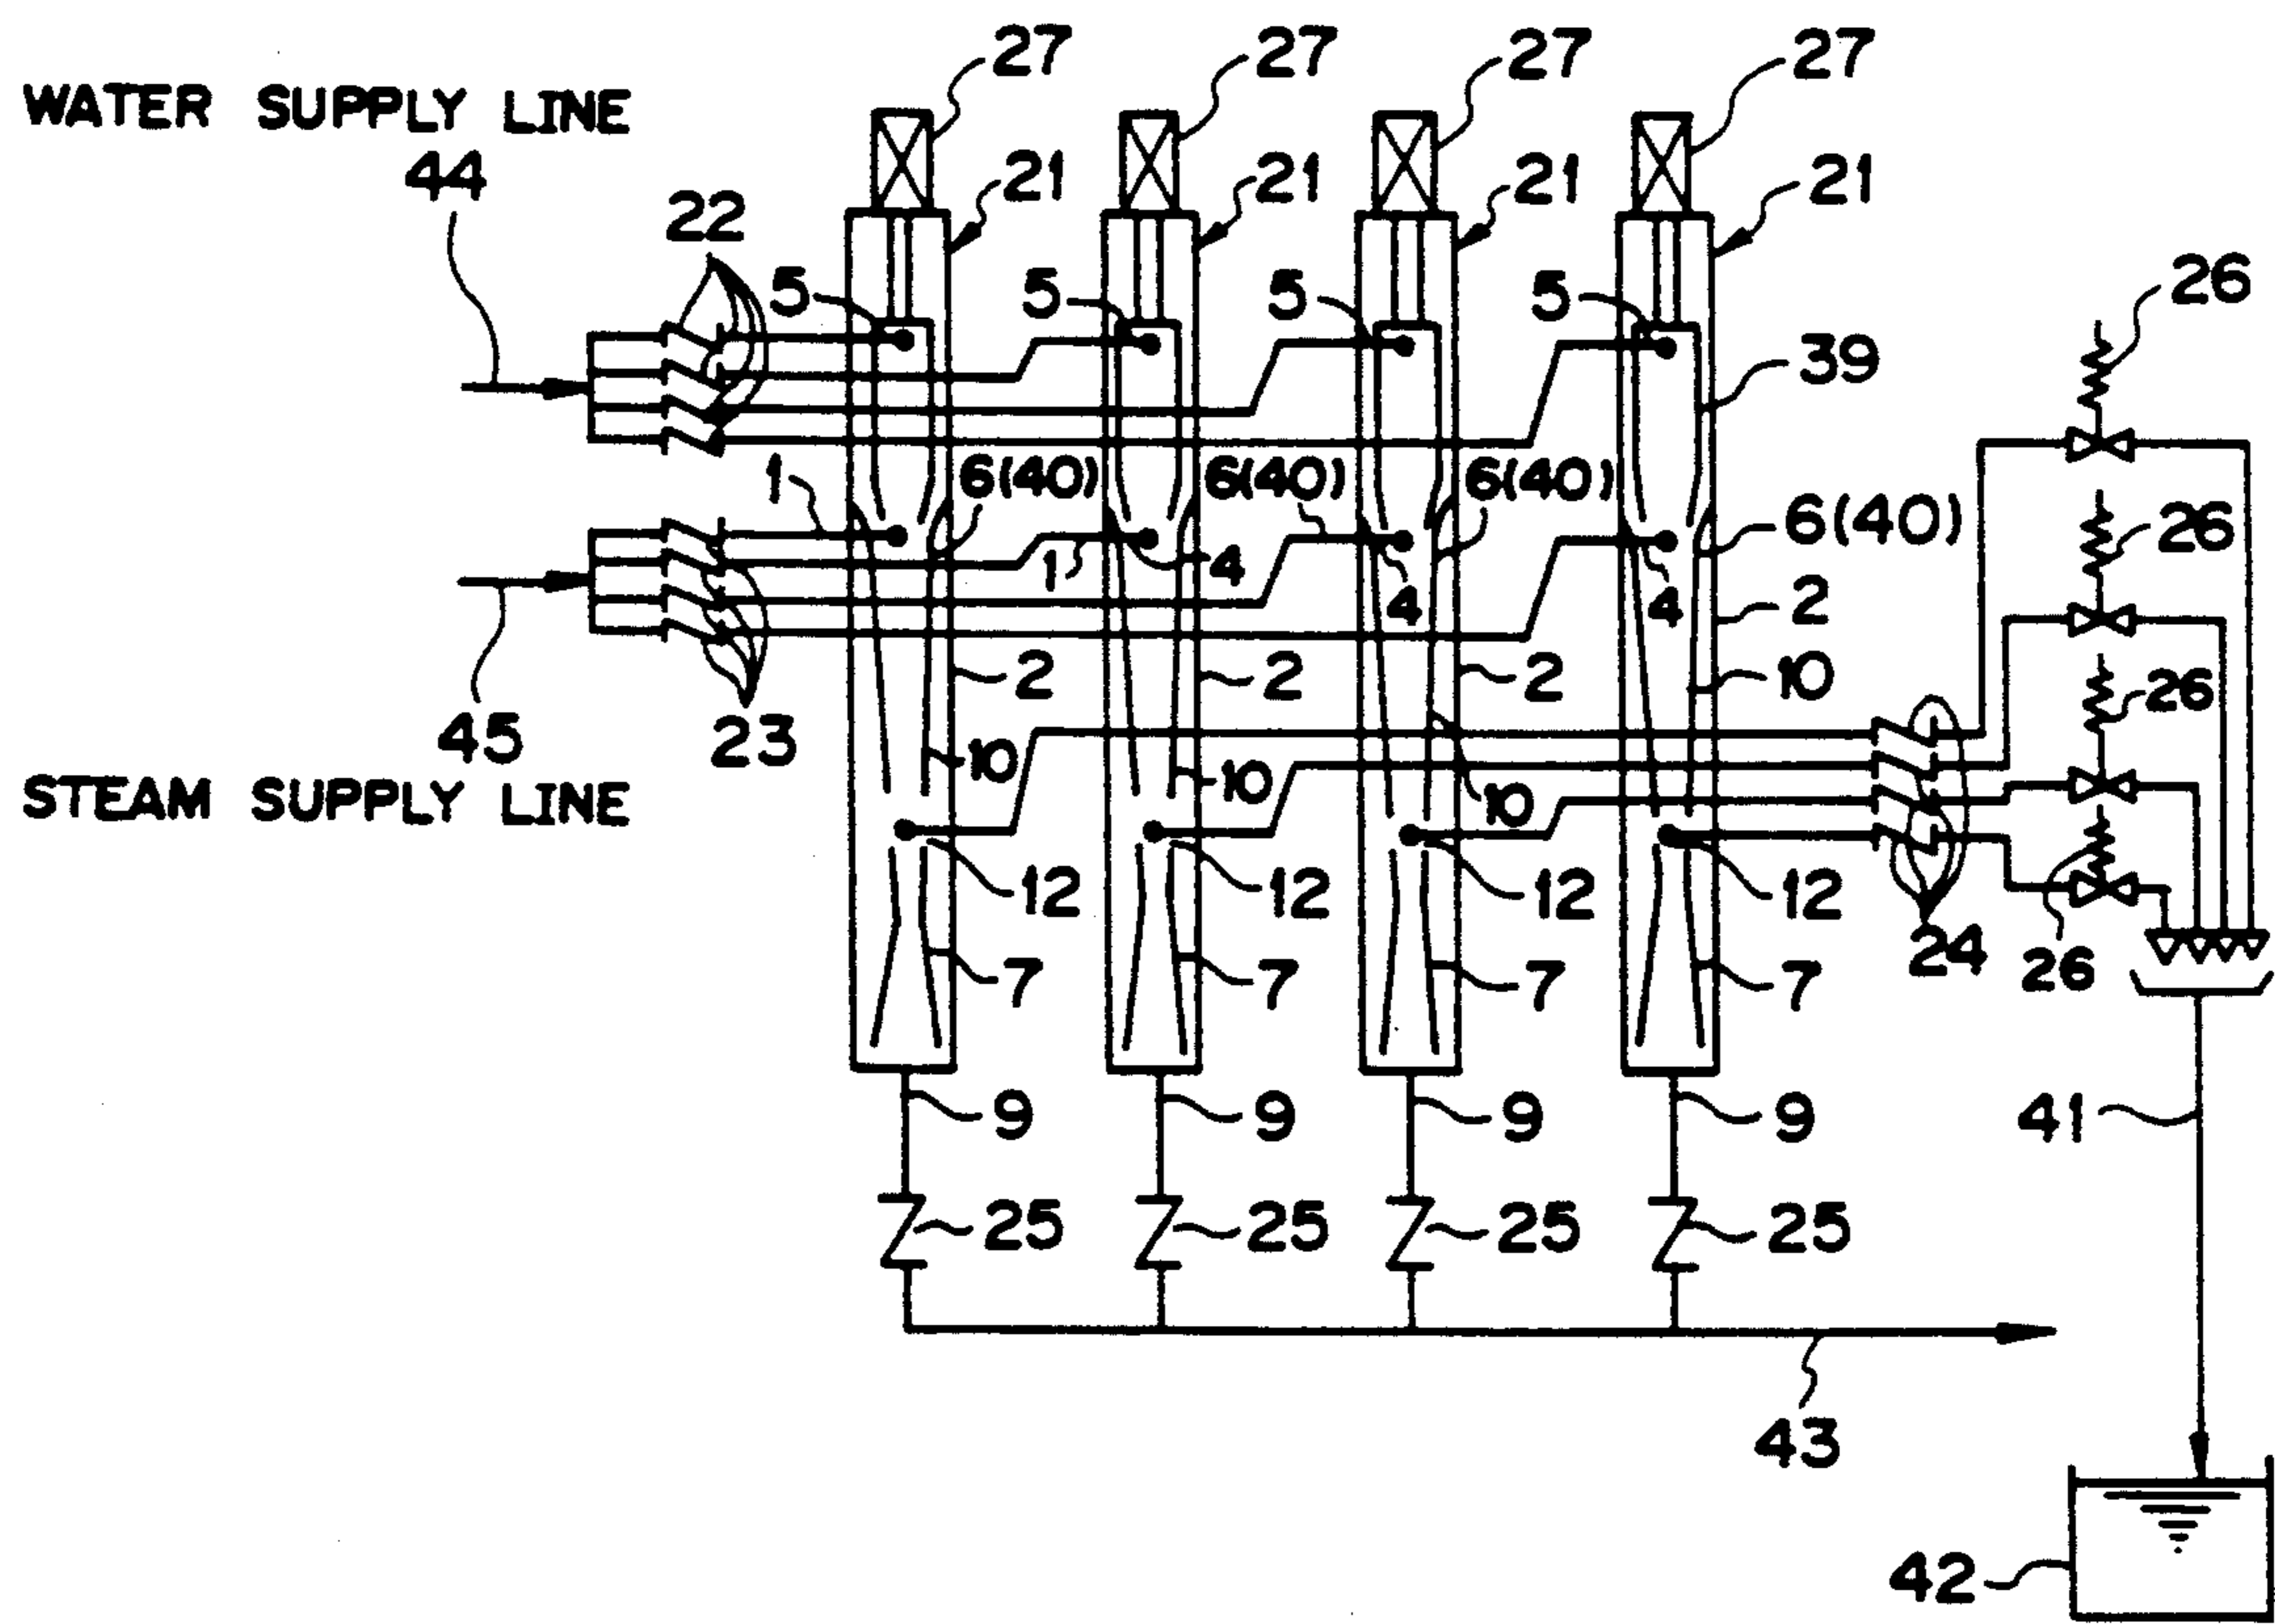 27 27 27 27
WATER SUPPLY LINE
44 22 21 21 21 21
5 5 5 5 26
39
1 6(40) 6(40) 6(40) 6(40)
26
1 4 4 4 2
45 23 2 2 2 10 26
STEAM SUPPLY LINE
10 10 10
12 12 12 12
24 26
7 7 7 7
9 9 9 9 41
25 25 25 25
43
42